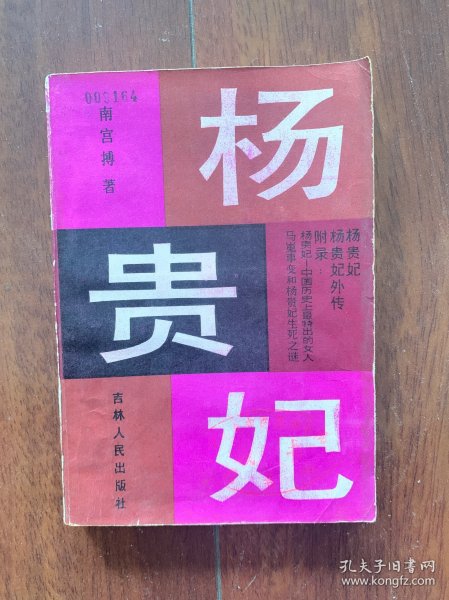 008164
南宫搏 著
杨
贵
妃
杨贵妃
杨贵妃外传
附录：
杨贵妃—中国历史上最特出的女人
马嵬事变和杨贵妃生死之谜
吉林人民出版社
孔夫子旧书网
www.kongfz.com